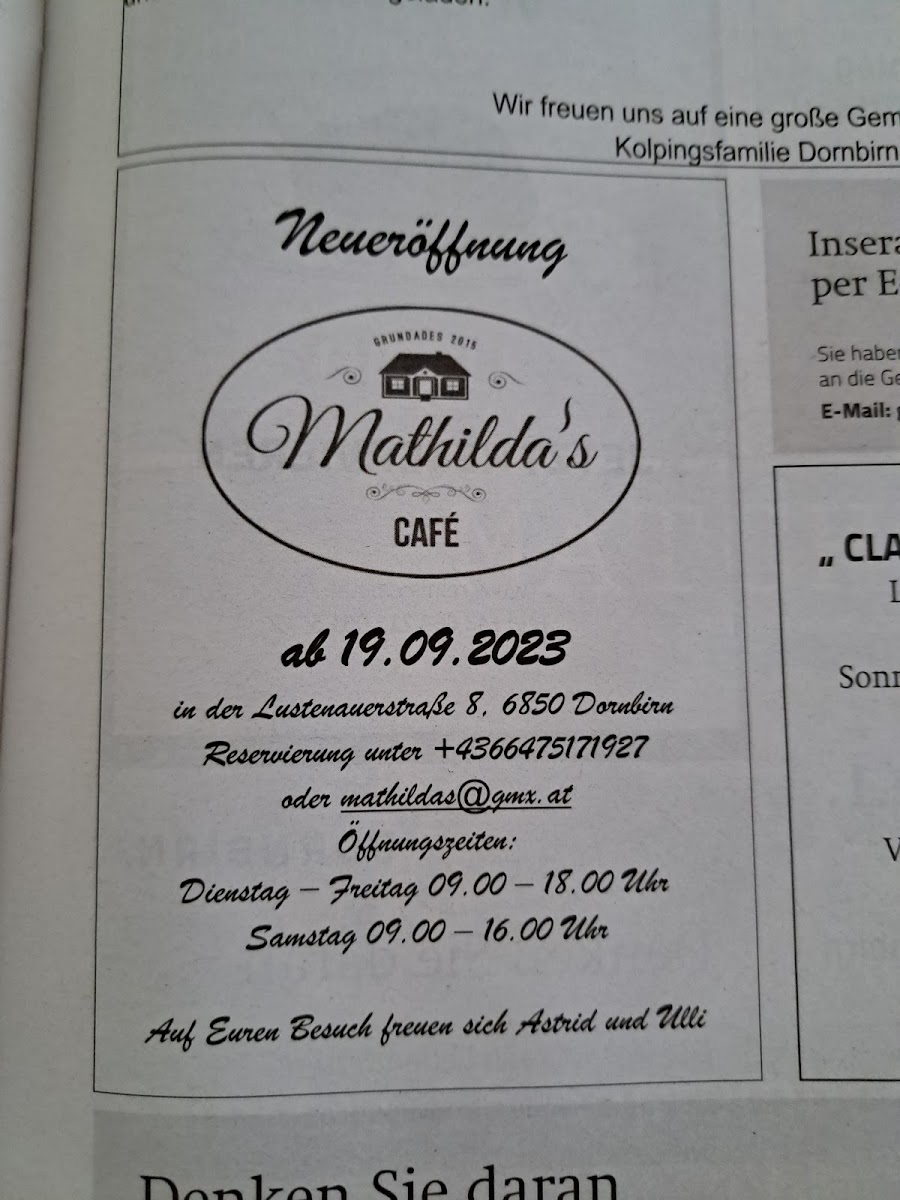 Wir freuen uns auf eine große Gem
Kolpingsfamilie Dornbirn
Neueröffnung
GRUNDADES 2015
Mathilda's
CAFÉ
ab 19.09.2023
in der Lustenauerstraße 8, 6850 Dornbirn
Reservierung unter +4366475171927
oder mathildas@gmx.at
Öffnungszeiten:
Dienstag – Freitag 09.00 – 18.00 Uhr
Samstag 09.00 – 16.00 Uhr
Auf Euren Besuch freuen sich Astrid und Ulli
Insera
per E
Sie haben
an die Ge
E-Mail:
„ CLA
L
Sonn
V
Denken Sie daran